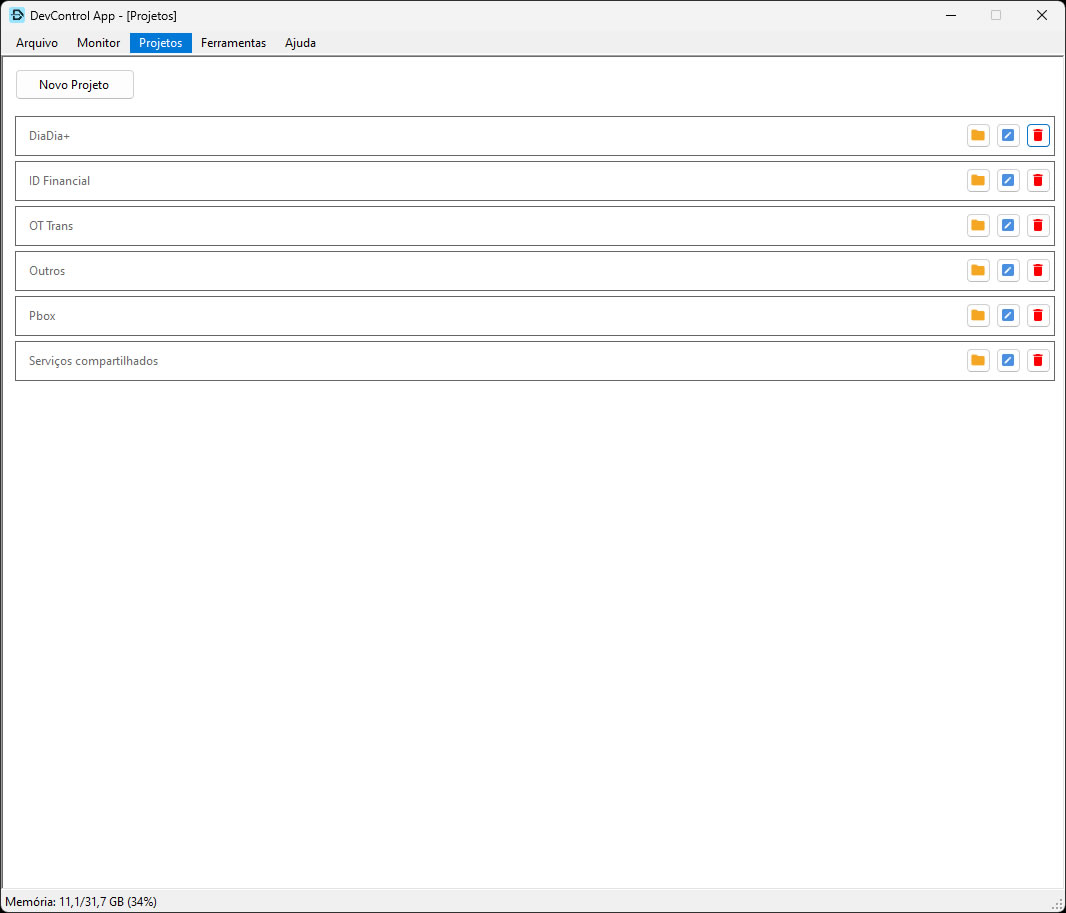 DevControl App - [Projetos]
Arquivo Monitor Projetos Ferramentas Ajuda
Novo Projeto
DiaDia+
ID Financial
OT Trans
Outros
Pbox
Serviços compartilhados
Memória: 11,1/31,7 GB (34%)